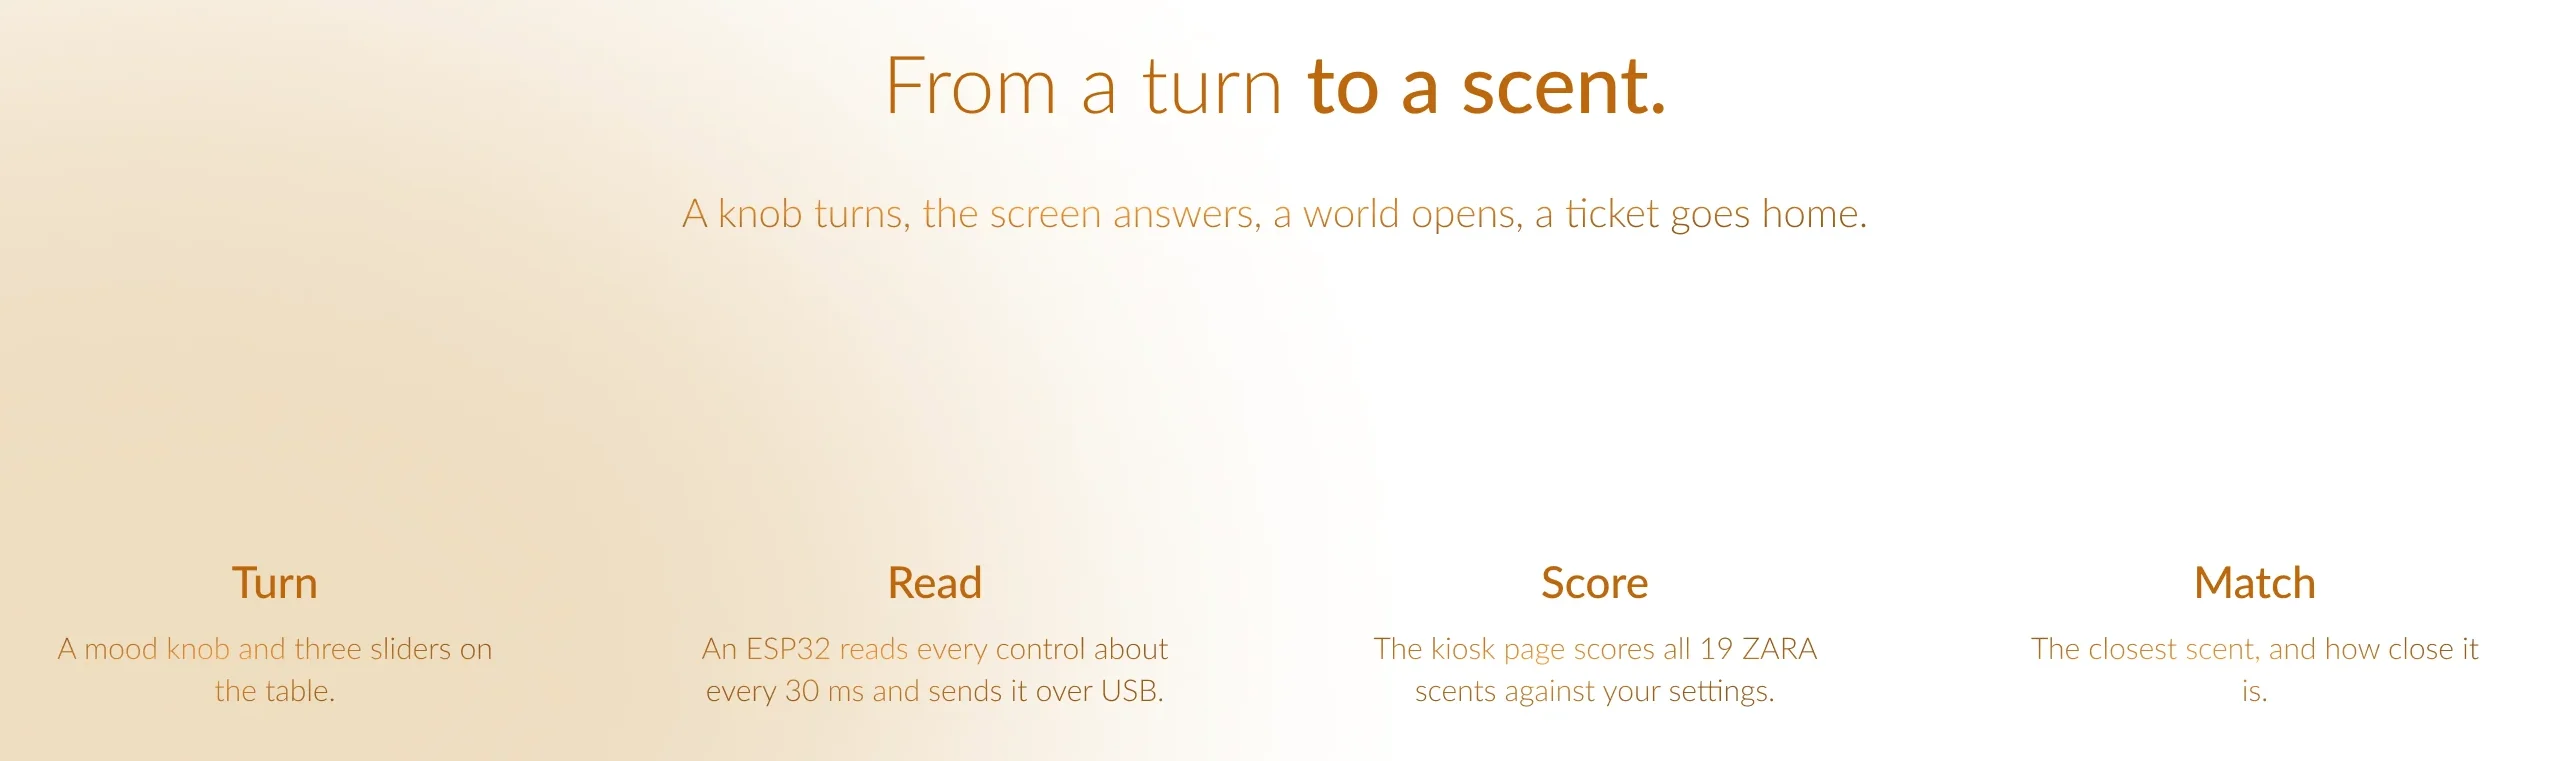 From a turn to a scent.
A knob turns, the screen answers, a world opens, a ticket goes home.
Turn
A mood knob and three sliders on
the table.
Read
An ESP32 reads every control about
every 30 ms and sends it over USB.
Score
The kiosk page scores all 19 ZARA
scents against your settings.
Match
The closest scent, and how close it
is.